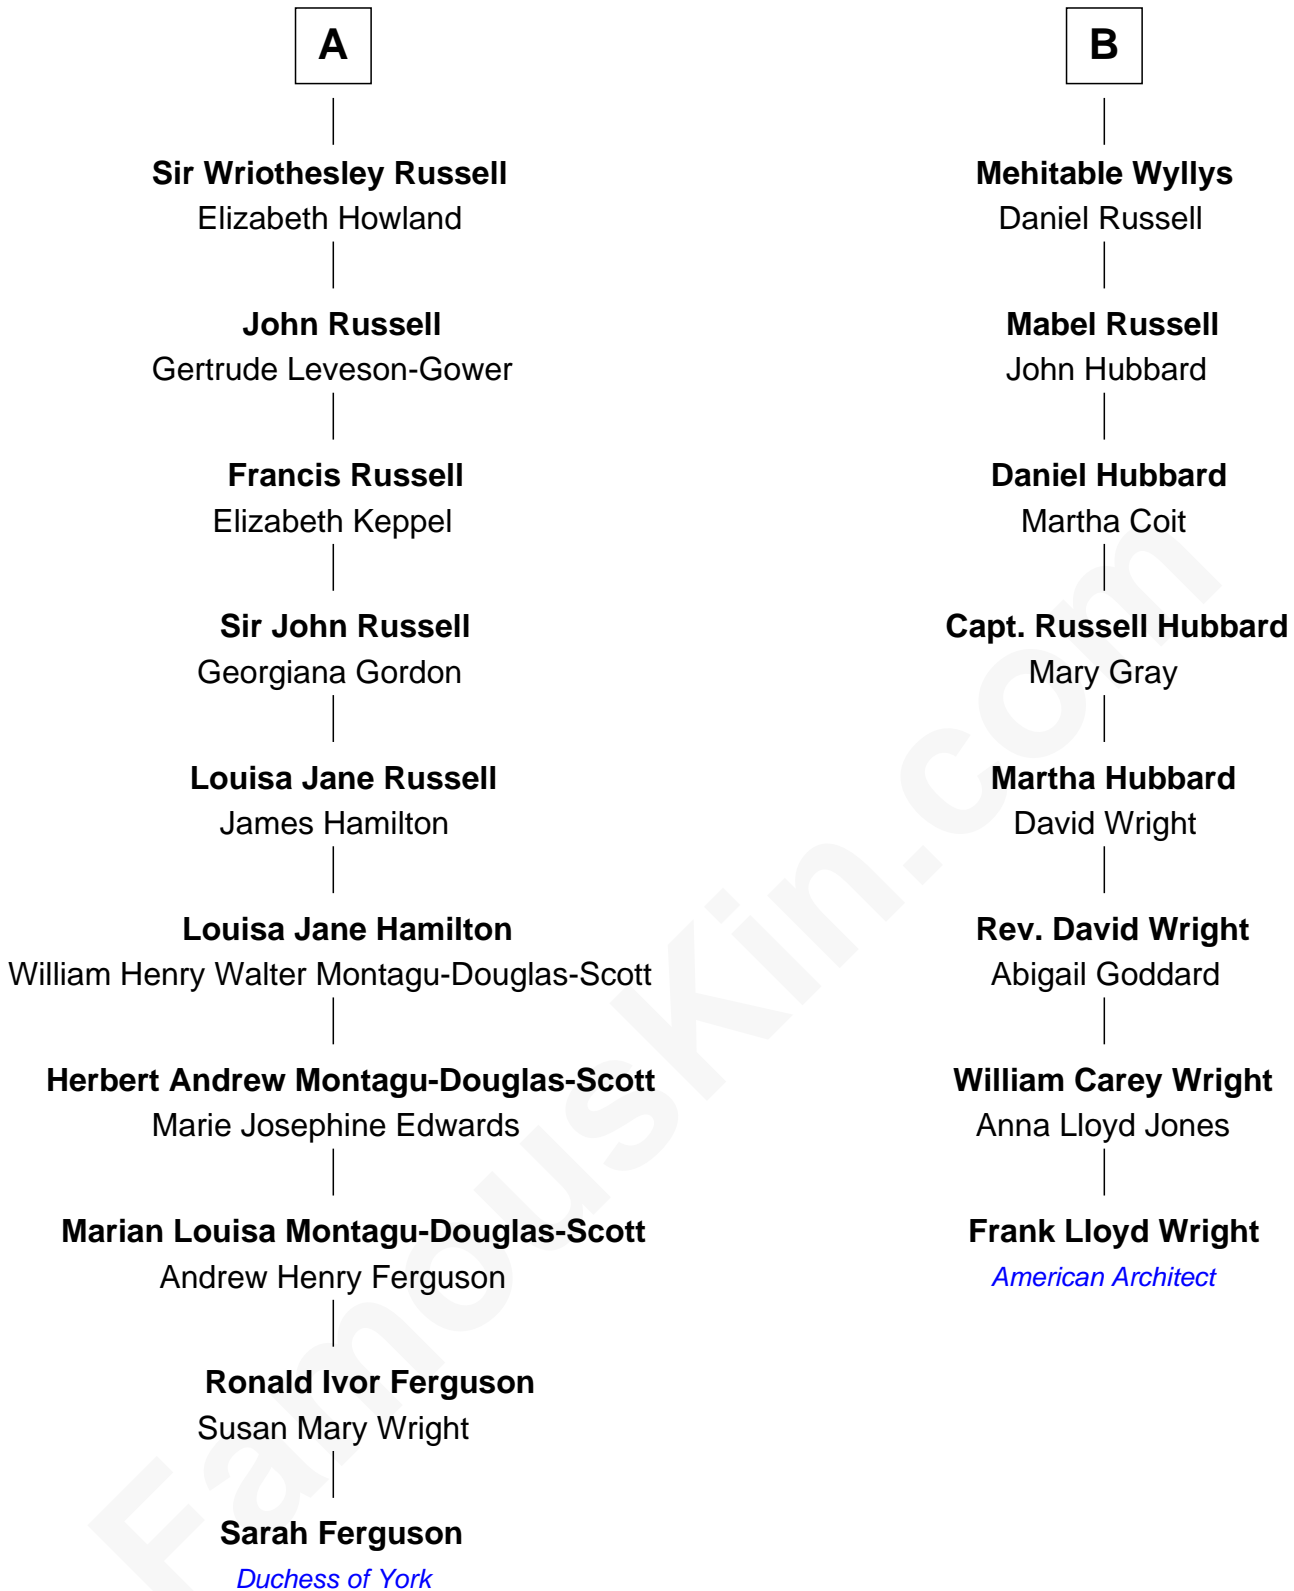 A
Sir Wriothesley Russell
Elizabeth Howland
John Russell
Gertrude Leveson-Gower
Francis Russell
Elizabeth Keppel
Sir John Russell
Georgiana Gordon
Louisa Jane Russell
James Hamilton
Louisa Jane Hamilton
William Henry Walter Montagu-Douglas-Scott
Herbert Andrew Montagu-Douglas-Scott
Marie Josephine Edwards
Marian Louisa Montagu-Douglas-Scott
Andrew Henry Ferguson
Ronald Ivor Ferguson
Susan Mary Wright
Sarah Ferguson
Duchess of York
B
Mehitable Wyllys
Daniel Russell
Mabel Russell
John Hubbard
Daniel Hubbard
Martha Coit
Capt. Russell Hubbard
Mary Gray
Martha Hubbard
David Wright
Rev. David Wright
Abigail Goddard
William Carey Wright
Anna Lloyd Jones
Frank Lloyd Wright
American Architect
FamousKin.com